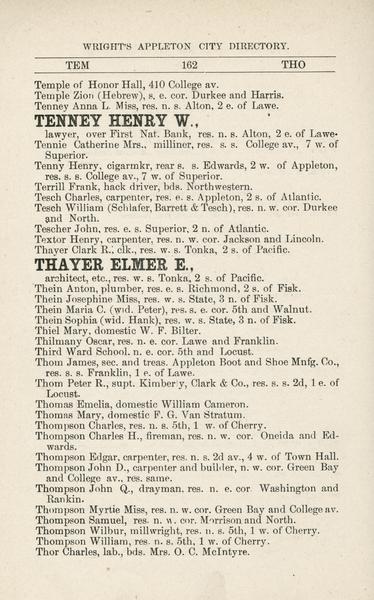 WRIGHT'S APPLETON CITY DIRECTORY.
TEM 162 THO
Temple of Honor Hall, 410 College av.
Temple Zion (Hebrew), s. e. cor. Durkee and Harris.
Tenney Anna L. Miss, res. n. s. Alton, 2 e. of Lawe.
TENNEY HENRY W.,
lawyer, over First Nat. Bank, res. n. s. Alton, 2 e. of Lawe.
Tennie Catherine Mrs., milliner, res. s. s. College av., 7 w. of
Superior.
Tenny Henry, cigarmkr, rear s. s. Edwards, 2 w. of Appleton,
res. s. s. College av., 7 w. of Superior.
Terrill Frank, hack driver, bds. Northwestern.
Tesch Charles, carpenter, res. e. s. Appleton, 2 s. of Atlantic.
Tesch William (Schlafer, Barrett & Tesch), res. n. w. cor. Durkee
and North.
Tescher John, res. e. s. Superior, 2 n. of Atlantic.
Textor Henry, carpenter, res. n. w. cor. Jackson and Lincoln.
Thayer Clark R., clk., res. w. s. Tonka, 2 s. of Pacific.
THAYER ELMER E.,
architect, etc., res. w. s. Tonka, 2 s. of Pacific.
Thein Anton, plumber, res. e. s. Richmond, 2 s. of Fisk.
Thein Josephine Miss, res. w. s. State, 3 n. of Fisk.
Thein Maria C. (wid. Peter), res. s. e. cor. 5th and Walnut.
Thein Sophia (wid. Hank), res. w. s. State, 3 n. of Fisk.
Thiel Mary, domestic W. F. Bilter.
Thilmany Oscar, res. n. e. cor. Lawe and Franklin.
Third Ward School. n. e. cor. 5th and Locust.
Thom James, sec. and treas. Appleton Boot and Shoe Mnfg. Co.,
res. s. s. Franklin, 1 e. of Lawe.
Thom Peter R., supt. Kimberly, Clark & Co., res. s. s. 2d, 1 e. of
Locust.
Thomas Emelia, domestic William Cameron.
Thomas Mary, domestic F. G. Van Stratum.
Thompson Charles, res. n. s. 5th, 1 w. of Cherry.
Thompson Charles H., fireman, res. n. w. cor. Oneida and Ed-
wards.
Thompson Edgar, carpenter, res. n. s. 2d av., 4 w. of Town Hall.
Thompson John D., carpenter and builder, n. w. cor. Green Bay
and College av., res. same.
Thompson John Q., drayman, res. n. e. cor. Washington and
Rankin.
Thompson Myrtie Miss, res. n. w. cor. Green Bay and College av.
Thompson Samuel, res. n. w. cor. Morrison and North.
Thompson Wilbur, millwright, res. n. s. 5th, 1 w. of Cherry.
Thompson William, res. n. s. 5th, 1 w. of Cherry.
Thor Charles, lab., bds. Mrs. O. C. McIntyre.